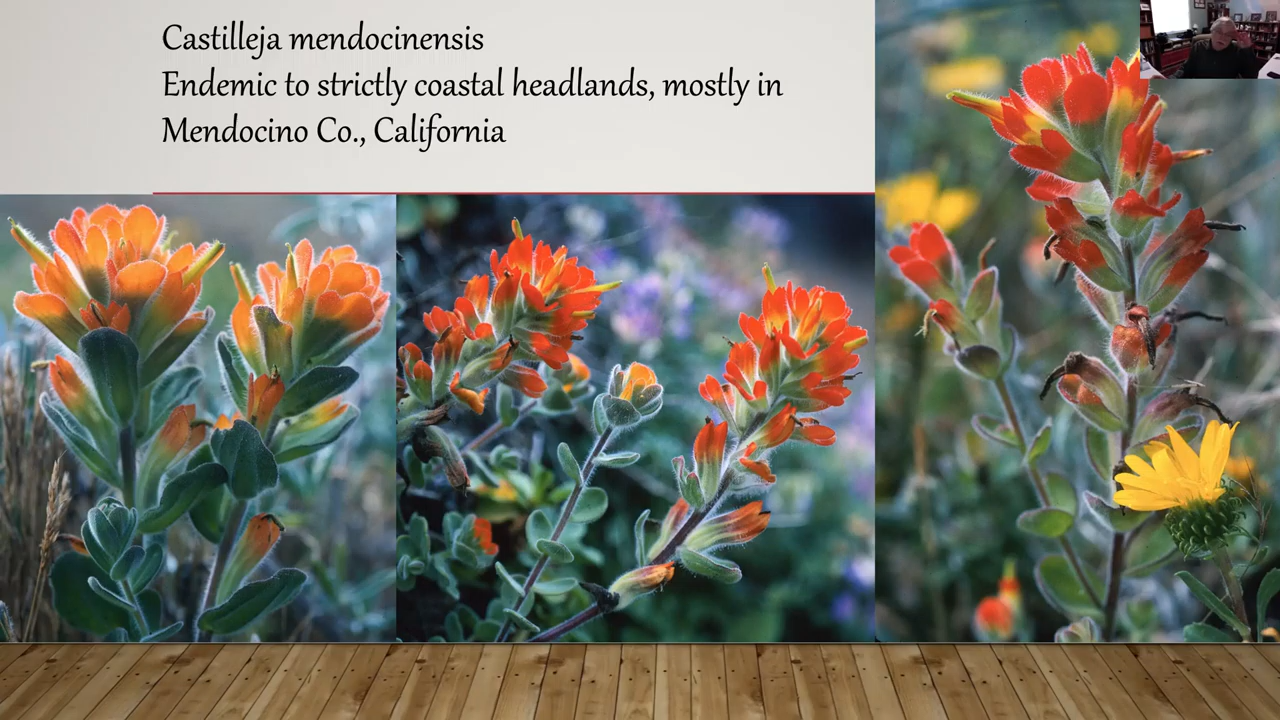 Castilleja mendocinensis
Endemic to strictly coastal headlands, mostly in
Mendocino Co., California